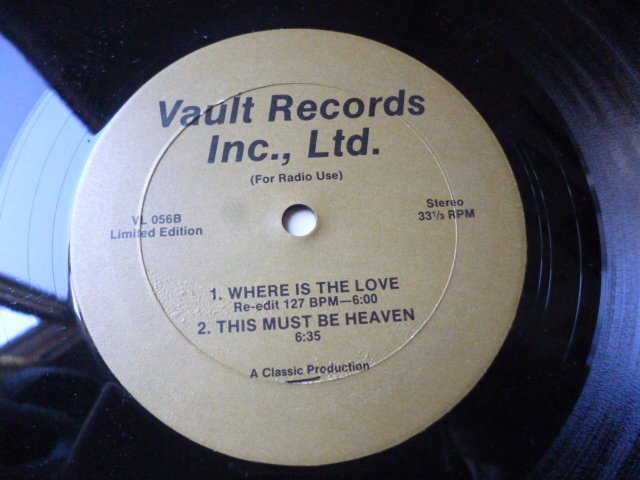 Vault Records
Inc., Ltd.
(For Radio Use)
VL 056B
Limited Edition
Stereo
33⅓ RPM
1. WHERE IS THE LOVE
Re-edit 127 BPM—6:00
2. THIS MUST BE HEAVEN
6:35
A Classic Production